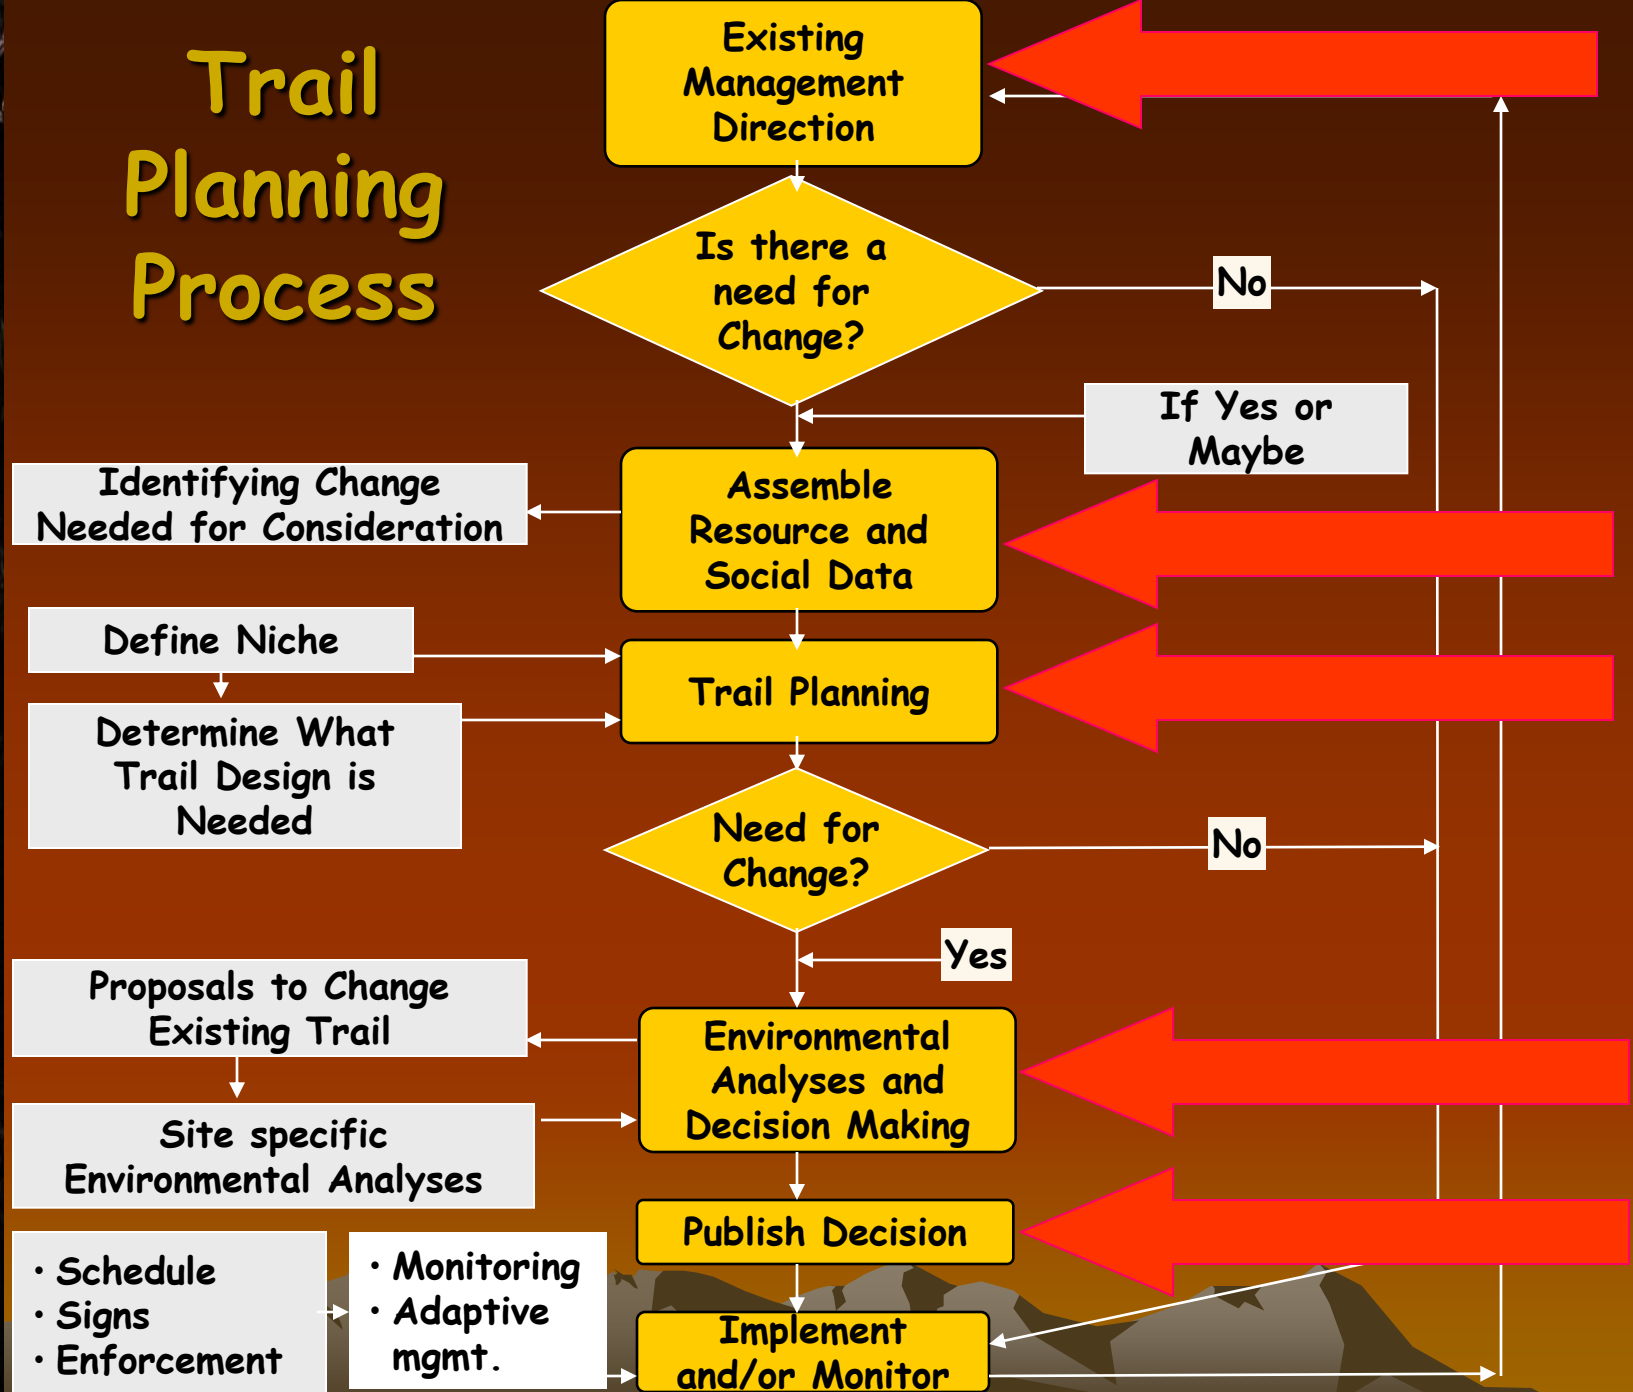 Trail
Planning
Process
Existing
Management
Direction
Is there a
need for
Change?
No
If Yes or
Maybe
Identifying Change
Needed for Consideration
Assemble
Resource and
Social Data
Define Niche
Trail Planning
Determine What
Trail Design is
Needed
Need for
Change?
No
Yes
Proposals to Change
Existing Trail
Environmental
Analyses and
Decision Making
Site specific
Environmental Analyses
Publish Decision
• Schedule
• Signs
• Enforcement
• Monitoring
• Adaptive
mgmt.
Implement
and/or Monitor